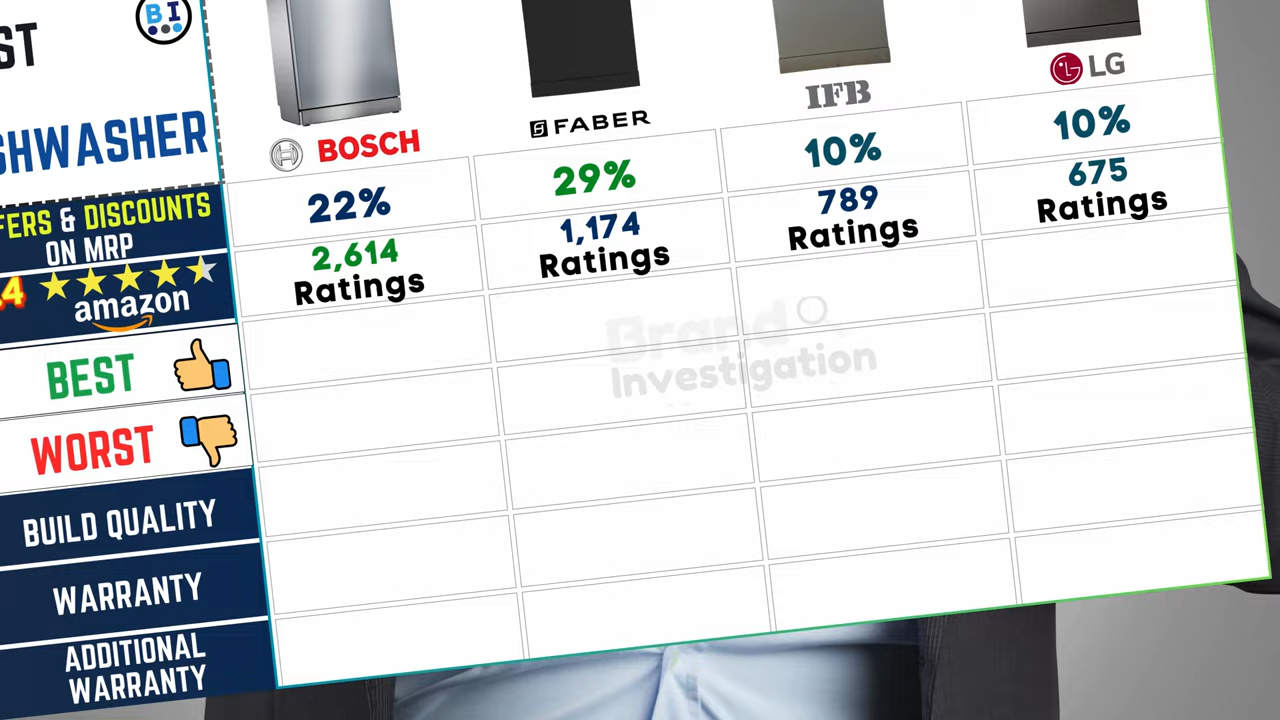 ST
BI
SHWASHER
BOSCH
FABER
IFB
LG
FERS & DISCOUNTS
ON MRP
22%
29%
10%
10%
.4
amazon
2,614
Ratings
1,174
Ratings
789
Ratings
675
Ratings
BEST
WORST
BUILD QUALITY
WARRANTY
ADDITIONAL
WARRANTY
Brand
Investigation